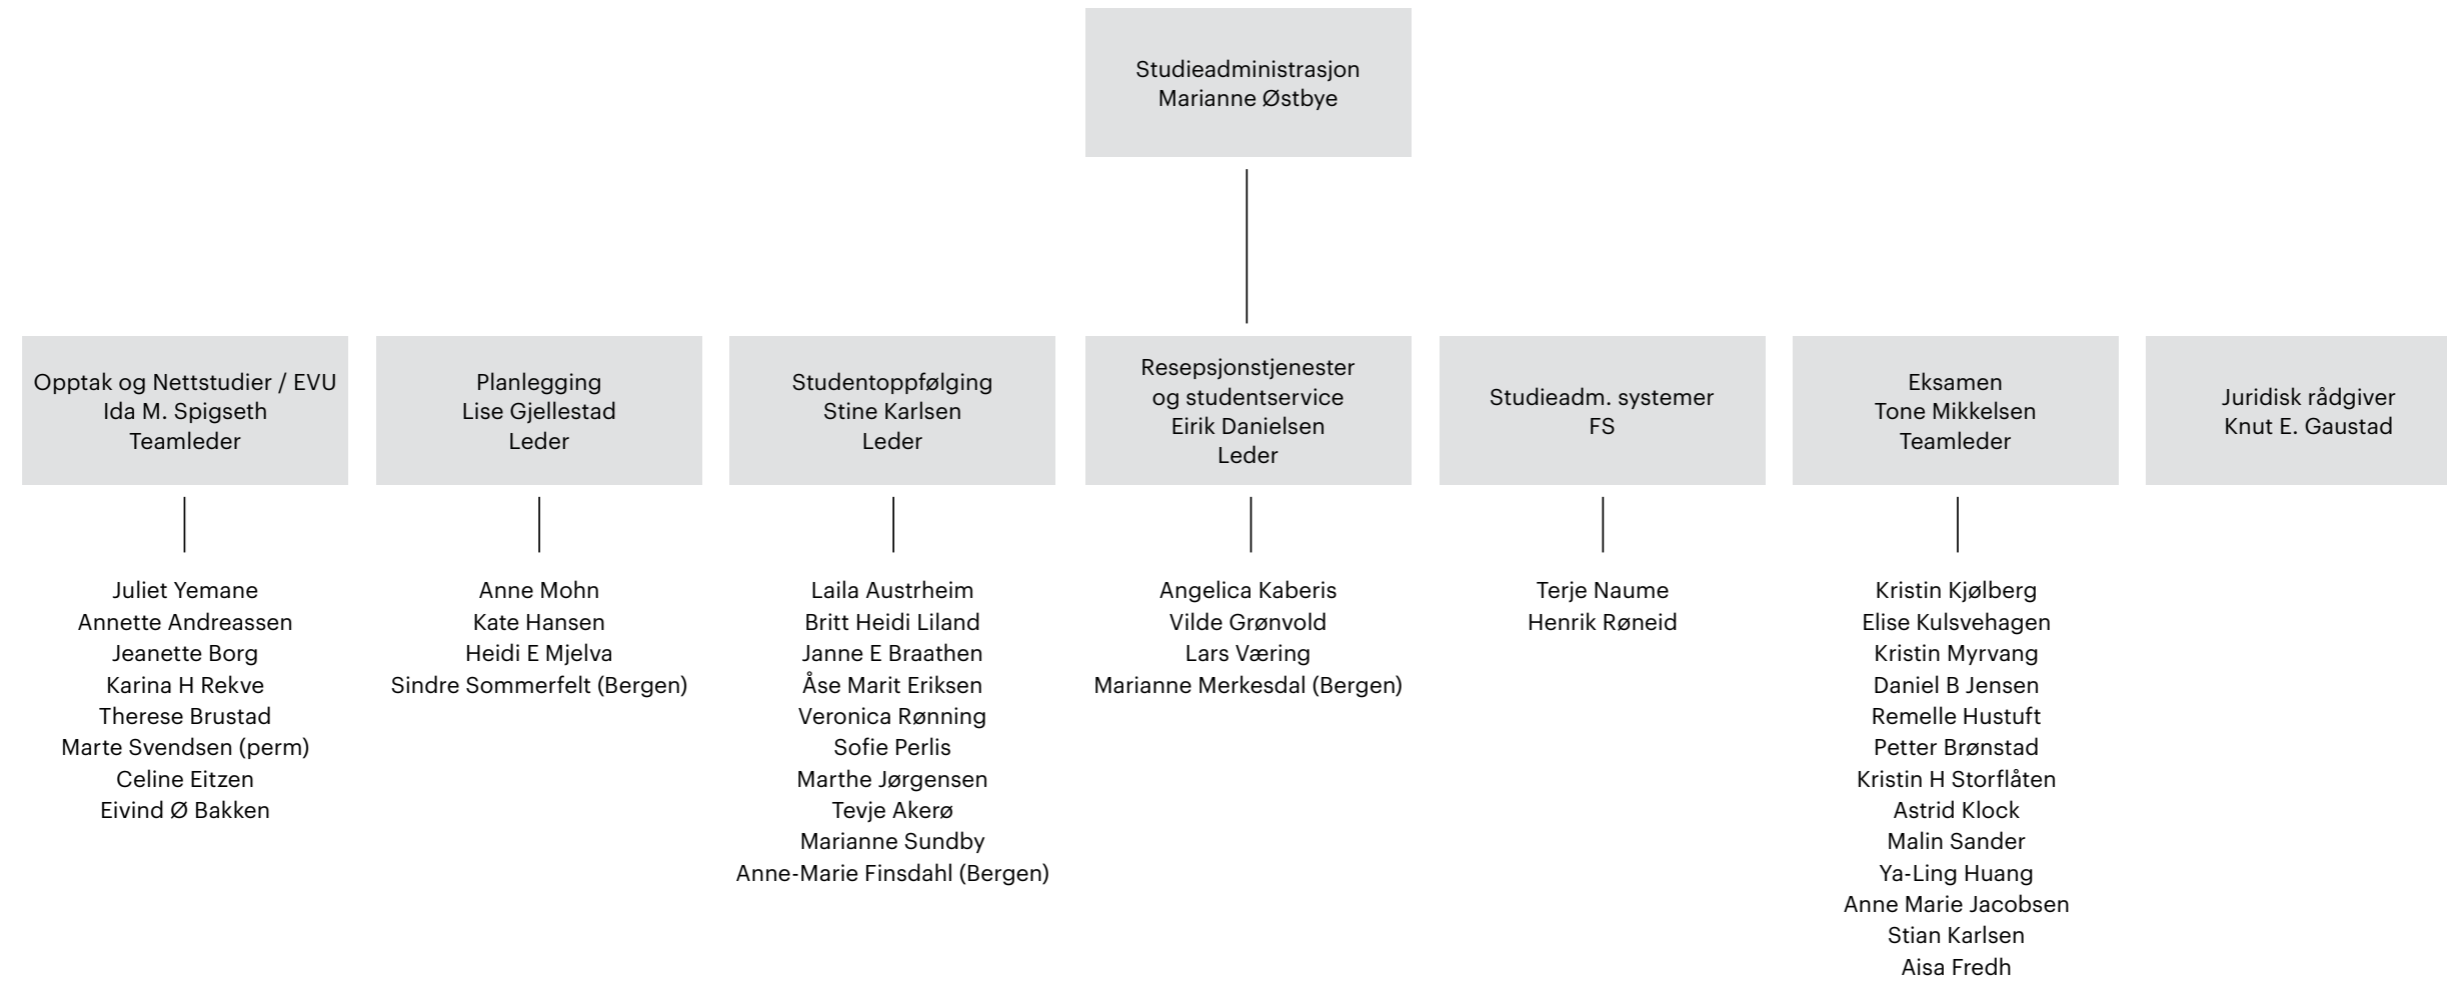 Studieadministrasjon
Marianne Østbye
Opptak og Nettstudier / EVU
Ida M. Spigseth
Teamleder
Planlegging
Lise Gjellestad
Leder
Studentoppfølging
Stine Karlsen
Leder
Resepsjonstjenester
og studentservice
Eirik Danielsen
Leder
Studieadm. systemer
FS
Eksamen
Tone Mikkelsen
Teamleder
Juridisk rådgiver
Knut E. Gaustad
Juliet Yemane
Annette Andreassen
Jeanette Borg
Karina H Rekve
Therese Brustad
Marte Svendsen (perm)
Celine Eitzen
Eivind Ø Bakken
Anne Mohn
Kate Hansen
Heidi E Mjelva
Sindre Sommerfelt (Bergen)
Laila Austrheim
Britt Heidi Liland
Janne E Braathen
Åse Marit Eriksen
Veronica Rønning
Sofie Perlis
Marthe Jørgensen
Tevje Akerø
Marianne Sundby
Anne-Marie Finsdahl (Bergen)
Angelica Kaberis
Vilde Grønvold
Lars Væring
Marianne Merkesdal (Bergen)
Terje Naume
Henrik Røneid
Kristin Kjølberg
Elise Kulsvehagen
Kristin Myrvang
Daniel B Jensen
Remelle Hustuft
Petter Brønstad
Kristin H Storflåten
Astrid Klock
Malin Sander
Ya-Ling Huang
Anne Marie Jacobsen
Stian Karlsen
Aisa Fredh